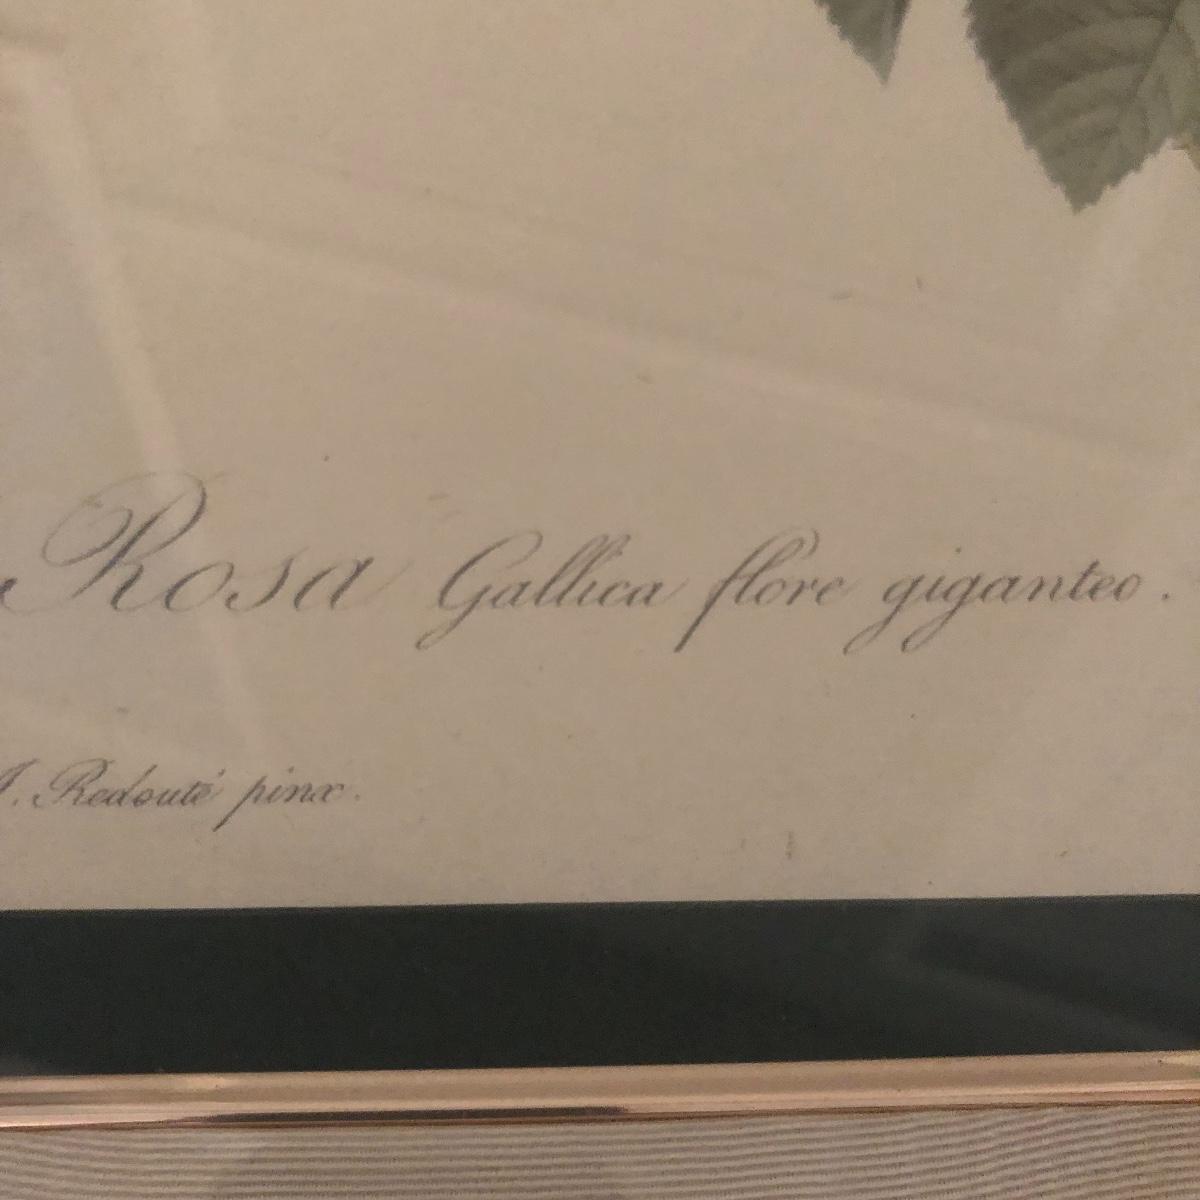 Rosa Gallica flore giganteo.
J. Redouté pinx.